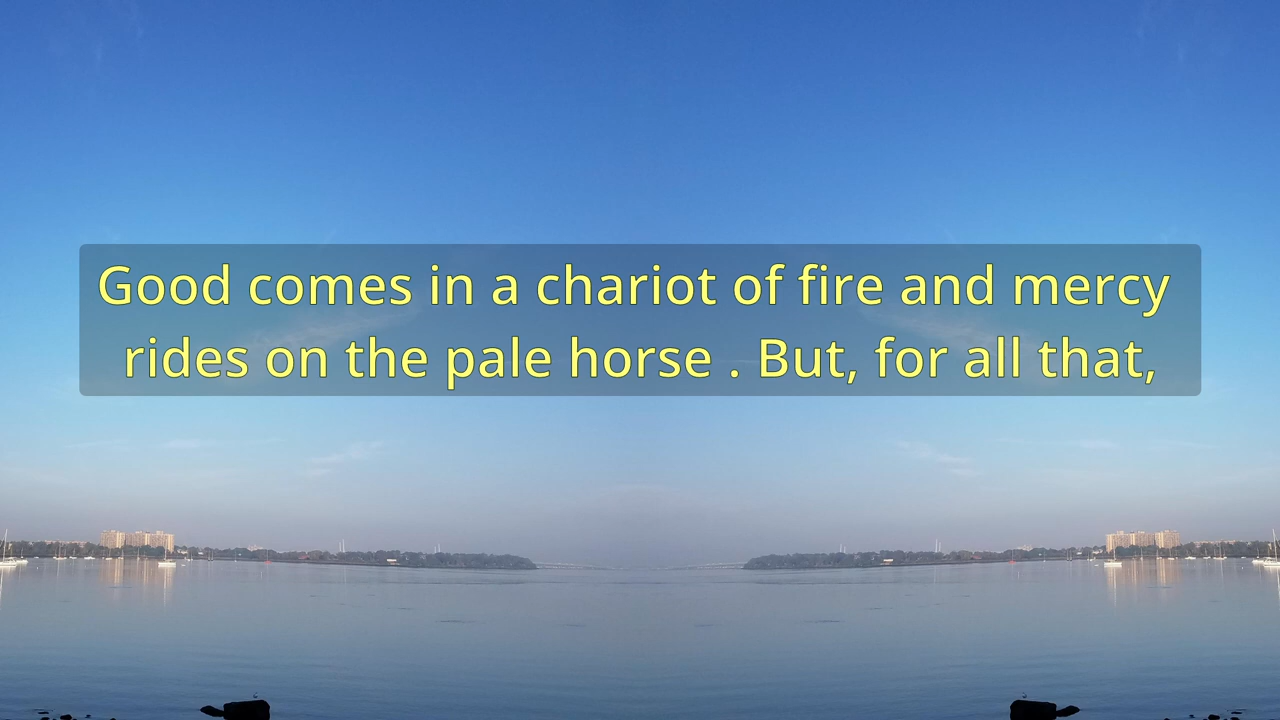 Good comes in a chariot of fire and mercy
rides on the pale horse . But, for all that,